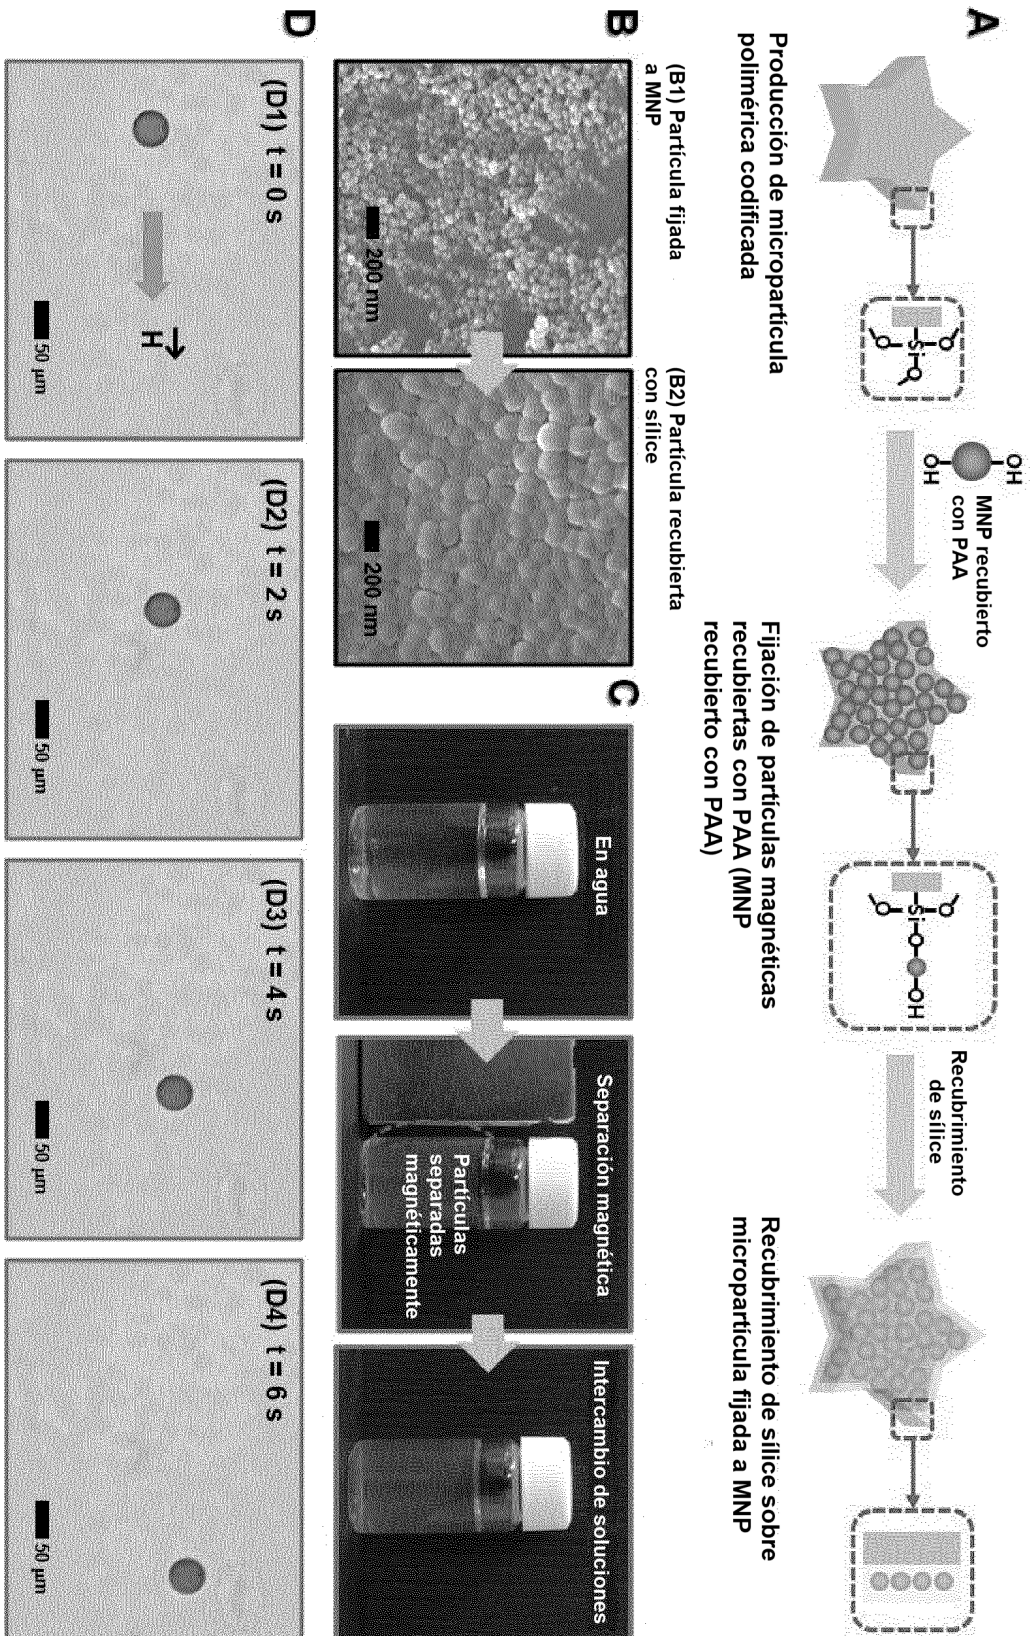 A
Producción de micropartícula
polimérica codificada
Si
O
O
O
OH
OH
MNP recubierto
con PAA
Fijación de partículas magnéticas
recubiertas con PAA (MNP
recubierto con PAA)
Si
O
O
O
OH
Recubrimiento
de sílice
Recubrimiento de sílice sobre
micropartícula fijada a MNP
B
(B1) Partícula fijada
a MNP
200 nm
(B2) Partícula recubierta
con sílice
200 nm
C
En agua
Separación magnética
Partículas
separadas
magnéticamente
Intercambio de soluciones
D
(D1) t = 0 s
H
50 µm
(D2) t = 2 s
50 µm
(D3) t = 4 s
50 µm
(D4) t = 6 s
50 µm